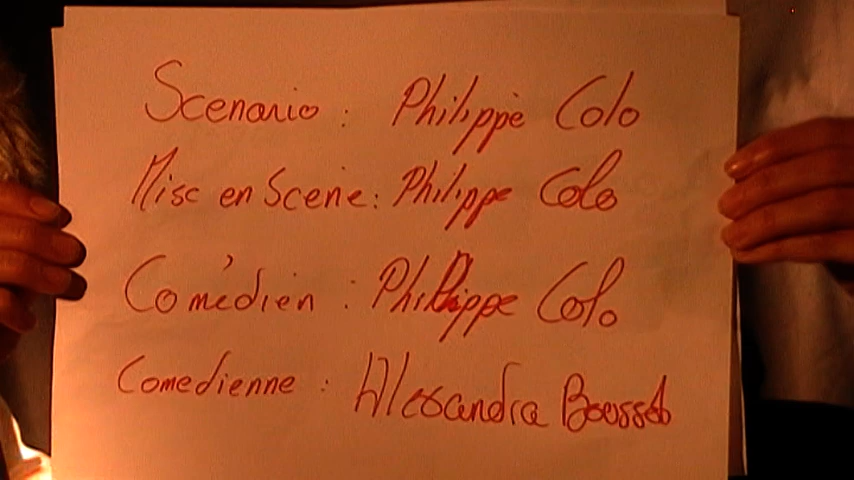 Scenario : Philippe Colo
Mise en Scene : Philippe Colo
Comédien : Philippe Colo
Comedienne : Alexandra